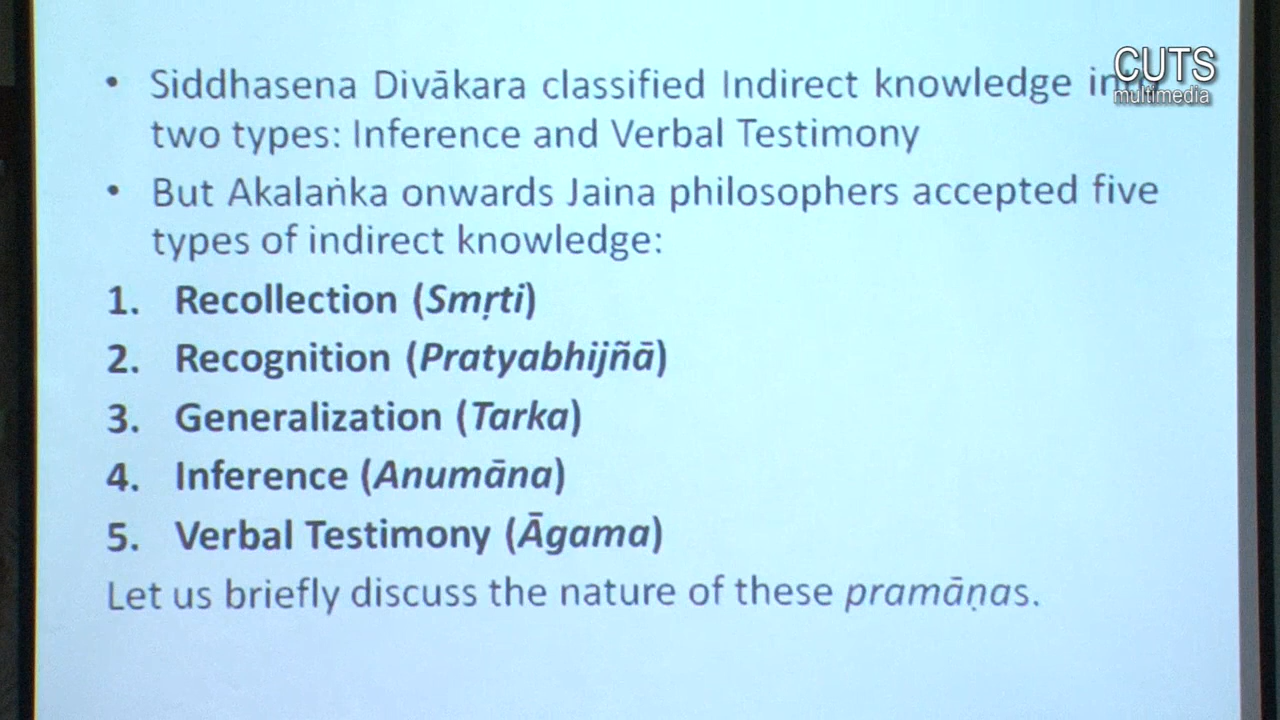 • Siddhasena Divākara classified Indirect knowledge
two types: Inference and Verbal Testimony
• But Akalaṅka onwards Jaina philosophers accepted five
types of indirect knowledge:
1. Recollection (Smṛti)
2. Recognition (Pratyabhijñā)
3. Generalization (Tarka)
4. Inference (Anumāna)
5. Verbal Testimony (Āgama)
Let us briefly discuss the nature of these pramāṇas.
CUTS
multimedia